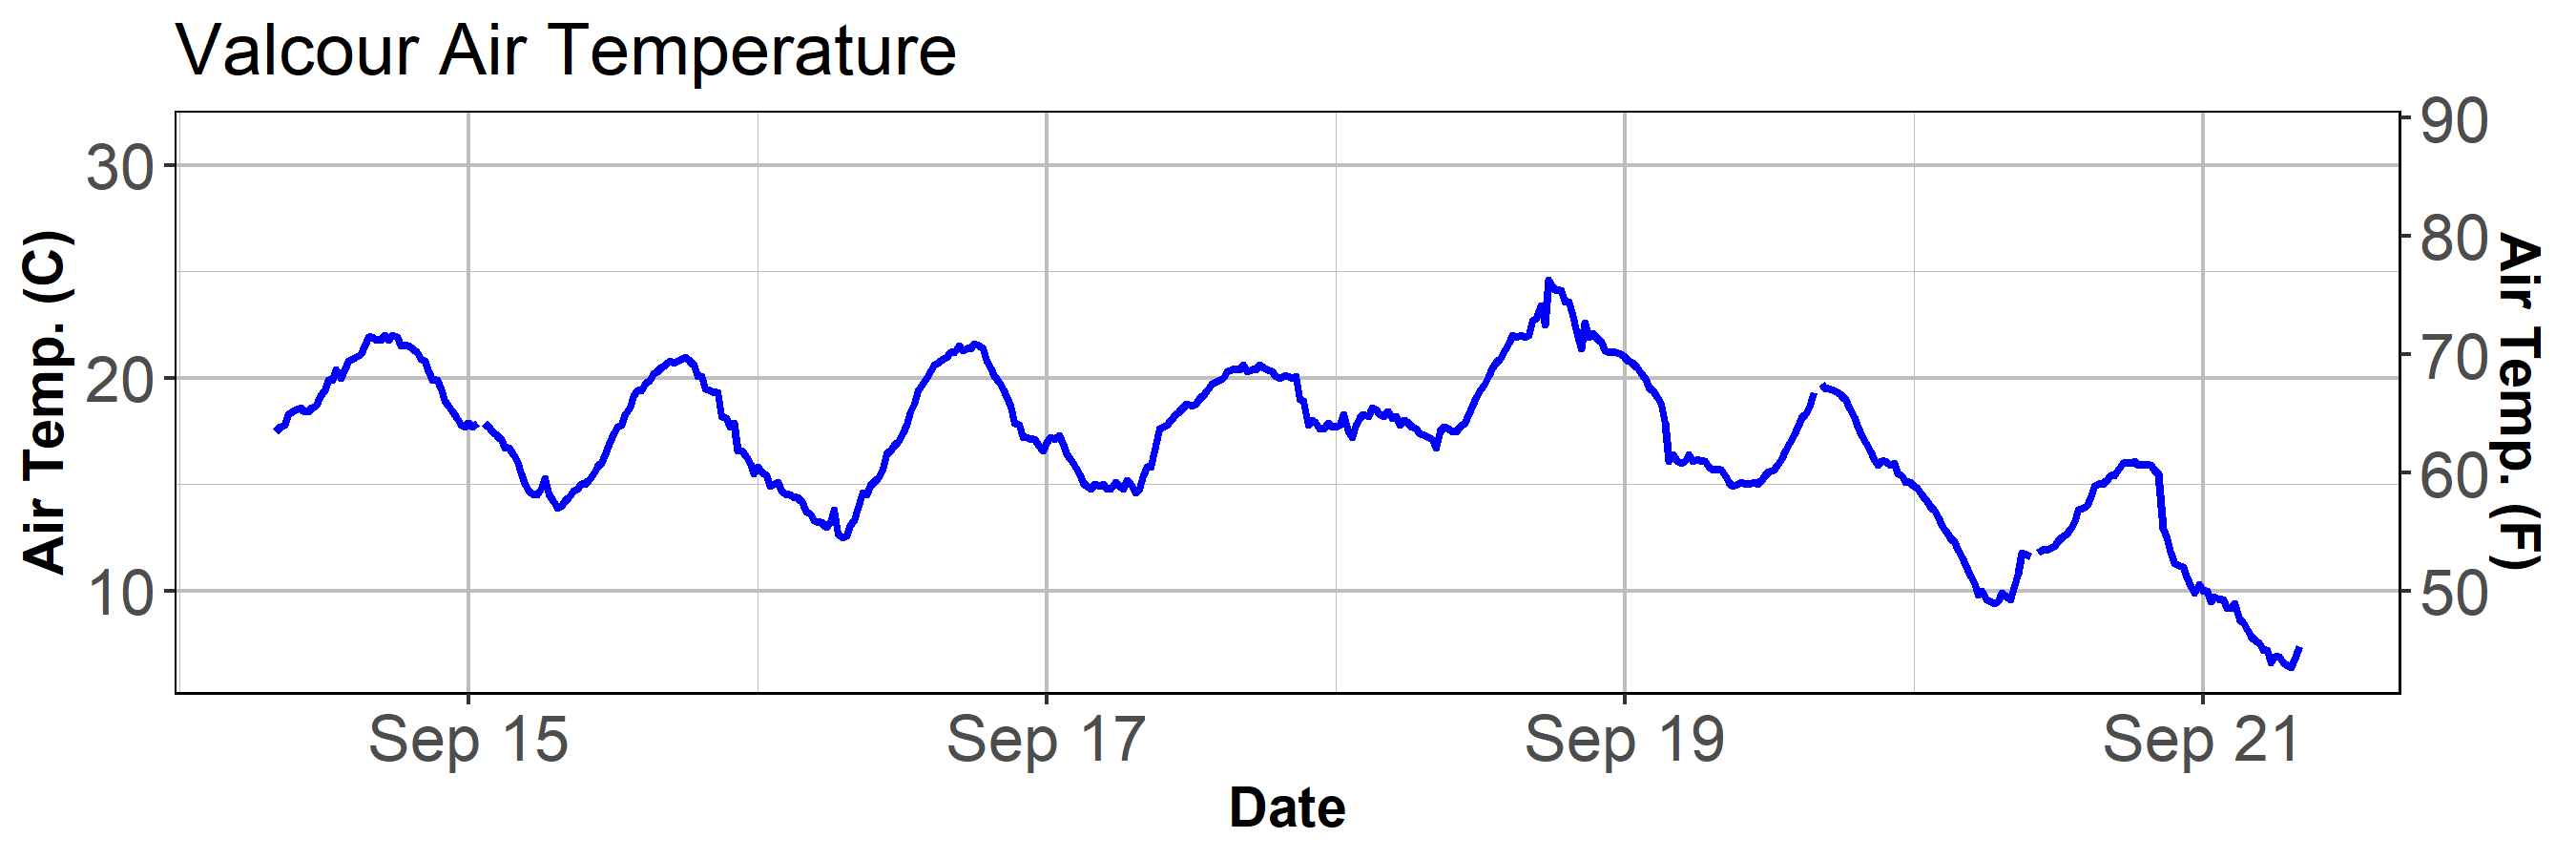 Valcour Air Temperature
Air Temp. (C)
30
20
10
90
80
70
60
50
Air Temp. (F)
Sep 15
Sep 17
Sep 19
Sep 21
Date